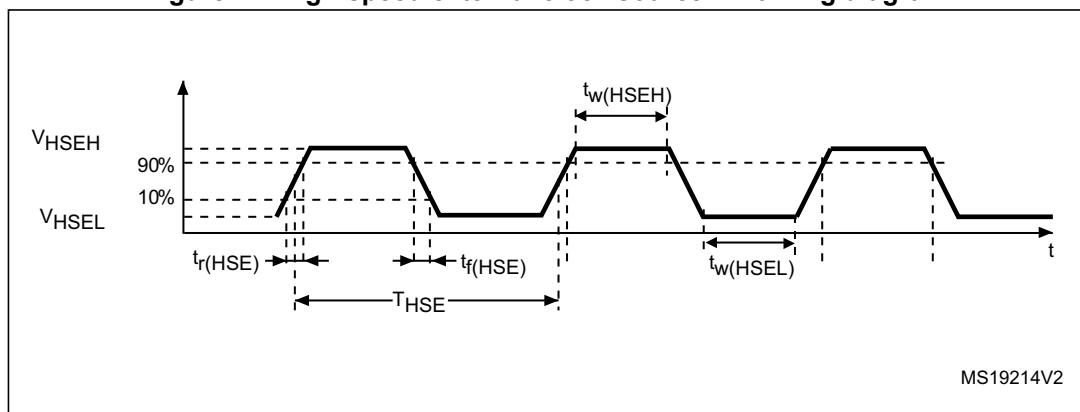 tw(HSEH)
VHSEH
90%
10%
VHSEL
tr(HSE)
tf(HSE)
tw(HSEL)
t
THSE
MS19214V2